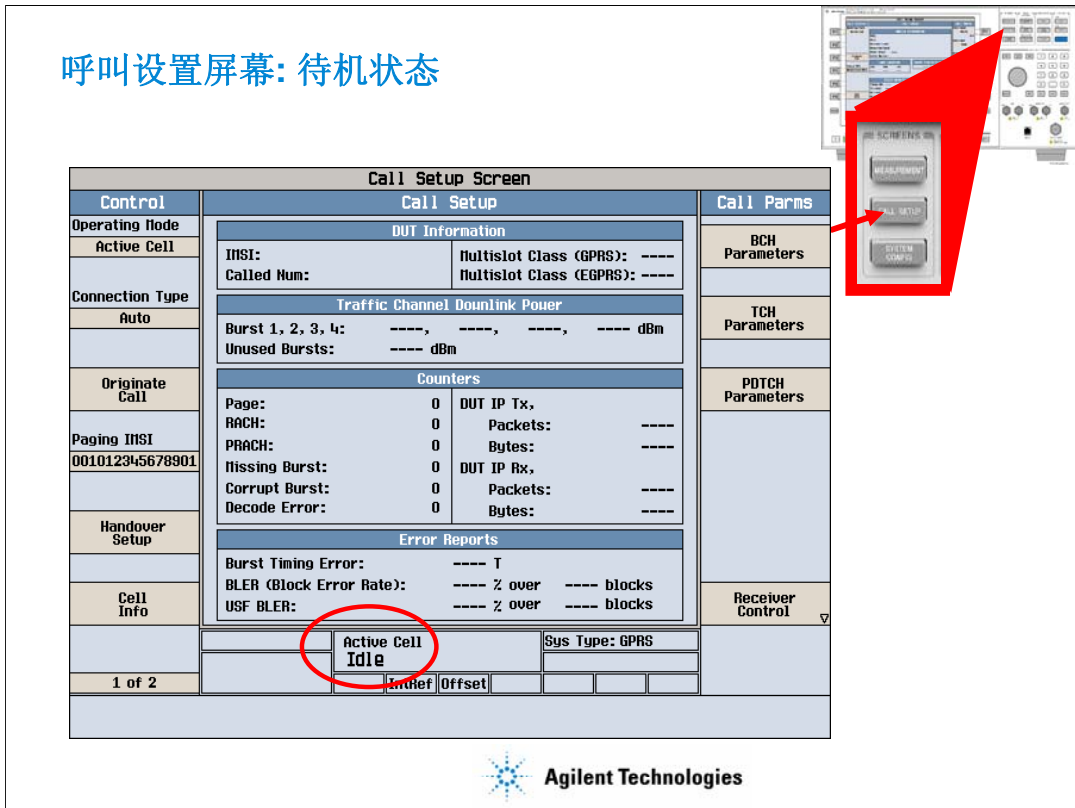 呼叫设置屏幕: 待机状态
SCREENS
MEASUREMENT
CALL SETUP
SYSTEM
CONFIG
Call Setup Screen
Control
Call Setup
Call Parms
Operating Mode
Active Cell
Connection Type
Auto
Originate
Call
Paging IMSI
001012345678901
Handover
Setup
Cell
Info
1 of 2
DUT Information
IMSI:
Called Num:
Multislot Class (GPRS): ----
Multislot Class (EGPRS): ----
Traffic Channel Downlink Power
Burst 1, 2, 3, 4: ----, ----, ----, ---- dBm
Unused Bursts: ---- dBm
Counters
Page: 0
RACH: 0
PRACH: 0
Missing Burst: 0
Corrupt Burst: 0
Decode Error: 0
DUT IP Tx,
Packets: ----
Bytes: ----
DUT IP Rx,
Packets: ----
Bytes: ----
Error Reports
Burst Timing Error: ---- T
BLER (Block Error Rate): ---- % over ---- blocks
USF BLER: ---- % over ---- blocks
Active Cell
Idle
Sys Type: GPRS
IntRef
Offset
BCH
Parameters
TCH
Parameters
PDTCH
Parameters
Receiver
Control
Agilent Technologies